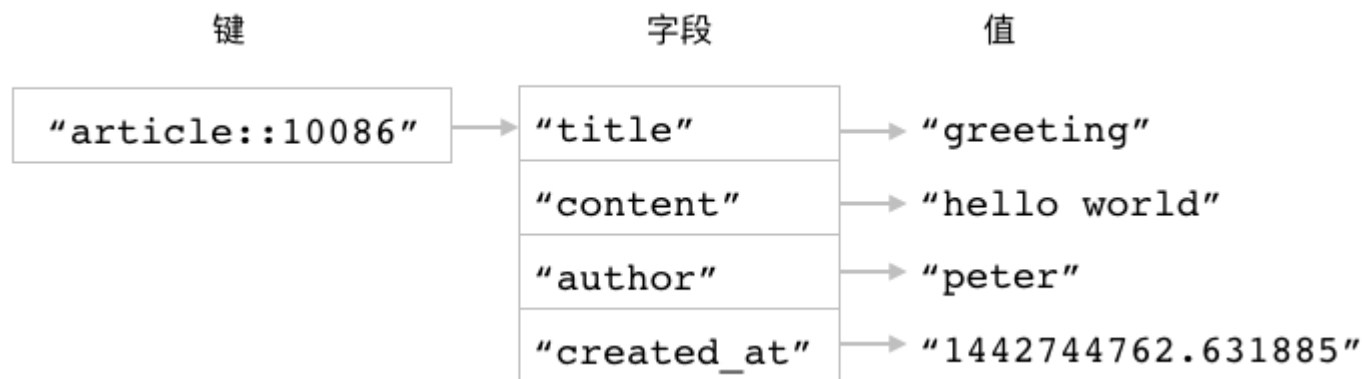 键 字段 值
“article::10086” “title” “greeting”
“content” “hello world”
“author” “peter”
“created_at” “1442744762.631885”